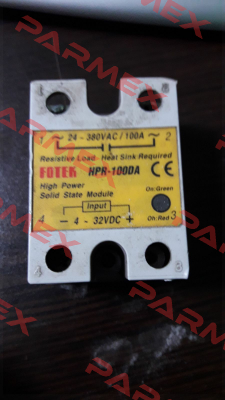 PARMEX
1 ~ 24 - 380VAC / 100A ~ 2
Resistive Load- Heat Sink Required
FOTEK HPR-100DA CE
High Power
Solid State Module
On:Green
Input
4 - 4 - 32VDC + 3
Oh:Red
PARMEX